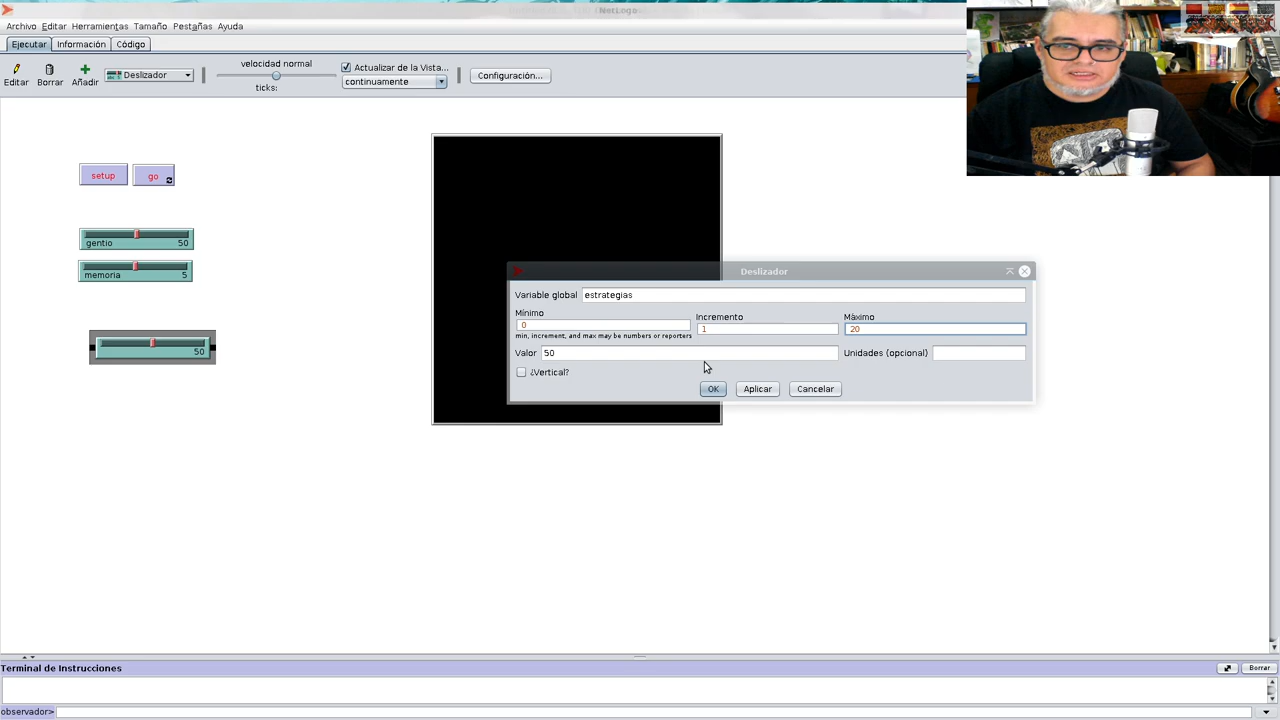 NetLogo
Archivo Editar Herramientas Tamaño Pestañas Ayuda
Ejecutar Información Código
Editar Borrar Añadir Deslizador velocidad normal ticks: Actualizar de la Vista... continuamente Configuración...
setup go
gentio 50
memoria 5
50
Deslizador
Variable global estrategias
Mínimo Incremento Máximo
0 1 20
min, increment, and max may be numbers or reporters
Valor 50 Unidades (opcional)
¿Vertical?
OK Aplicar Cancelar
Terminal de Instrucciones Borrar
observador>